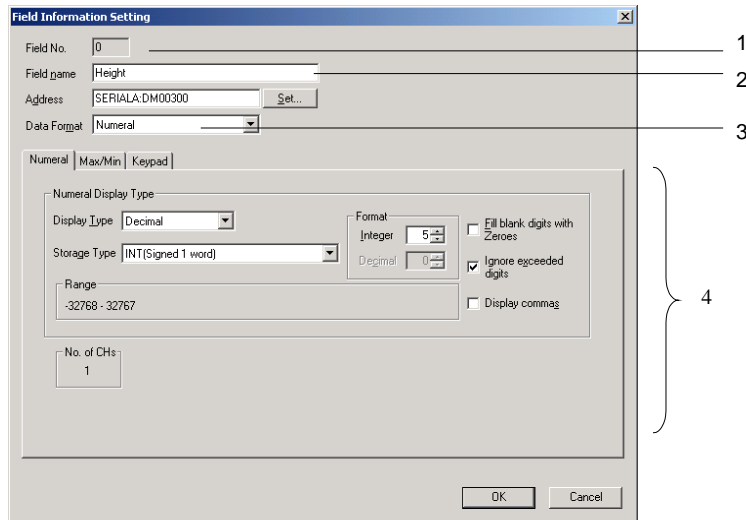 Field Information Setting
Field No. 0
1
Field name Height
2
Address SERIALA:DM00300 Set...
Data Format Numeral
3
Numeral Max/Min Keypad
Numeral Display Type
Display Type Decimal
Storage Type INT(Signed 1 word)
Format
Integer 5
Decimal 0
Fill blank digits with
Zeroes
Ignore exceeded
digits
Display commas
Range
-32768 - 32767
No. of CHs
1
4
OK Cancel